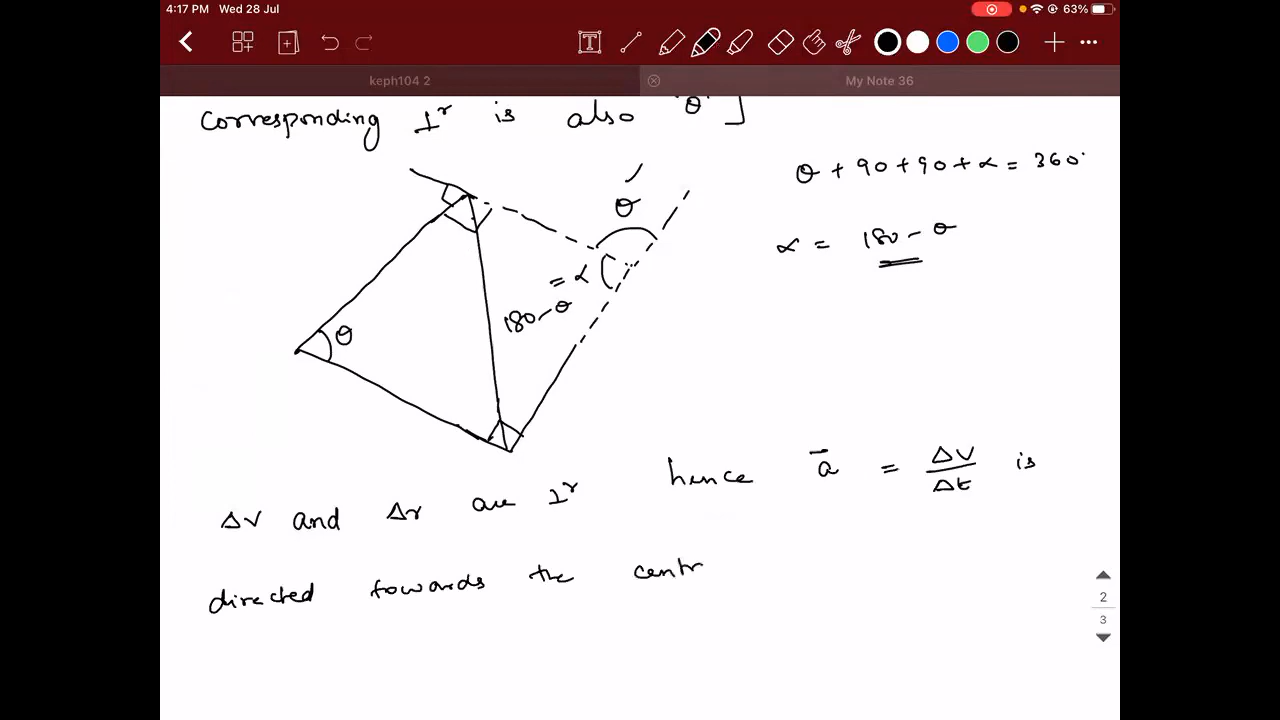 4:17 PM Wed 28 Jul
63%
keph104 2
My Note 36
corresponding ⊥r is also 'θ' ]
θ + 90 + 90 + α = 360°
α = 180 - θ
θ
= α
180 - θ
θ
ΔV and Δr are ⊥r hence a̅ = ΔV/Δt is
directed towards the centr
2
3